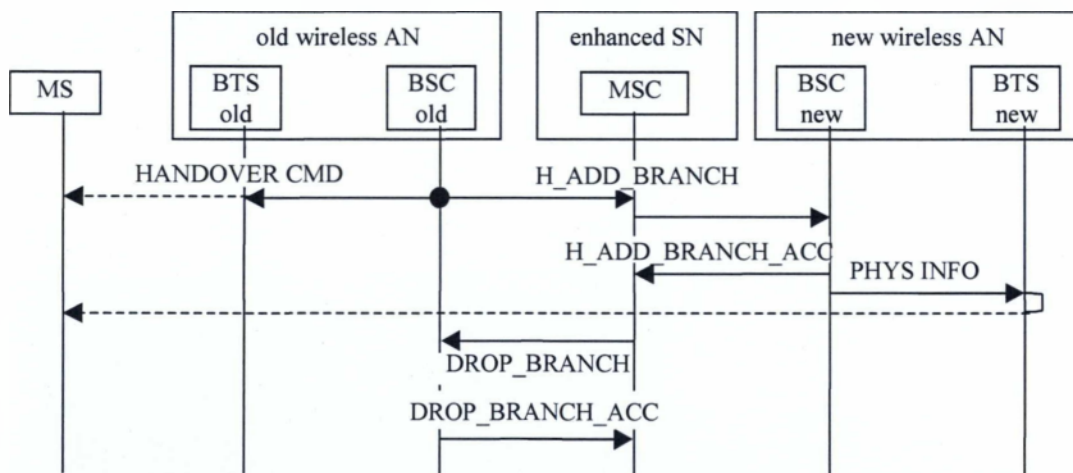 old wireless AN
enhanced SN
new wireless AN
MS
BTS
old
BSC
old
MSC
BSC
new
BTS
new
HANDOVER CMD
H_ADD_BRANCH
H_ADD_BRANCH_ACC
PHYS INFO
DROP_BRANCH
DROP_BRANCH_ACC